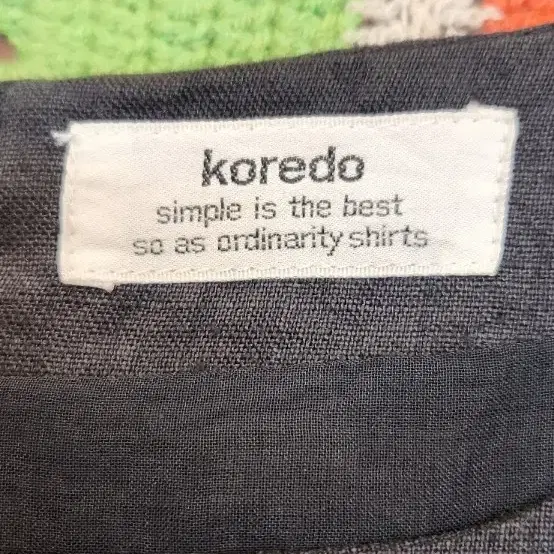 koredo
simple is the best
so as ordinarity shirts